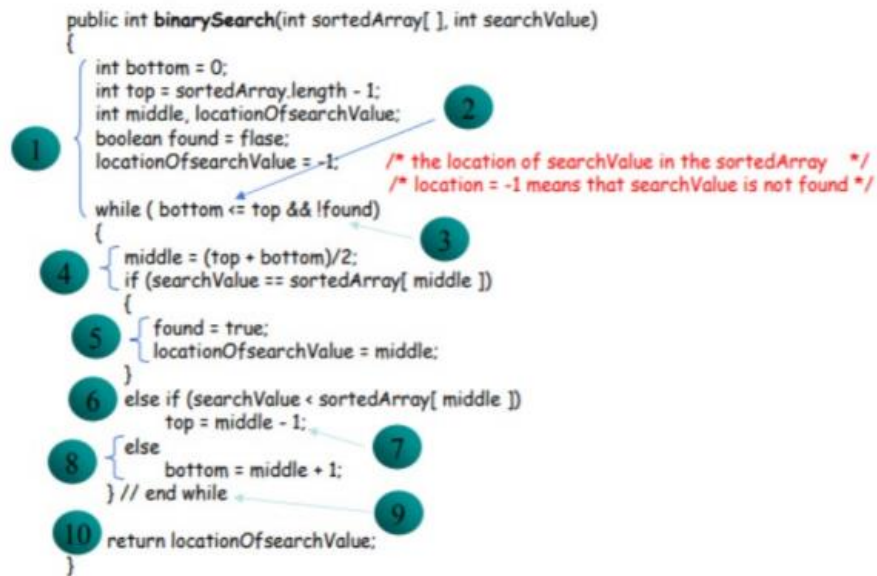 public int binarySearch(int sortedArray[ ], int searchValue)
{
int bottom = 0;
int top = sortedArray.length - 1;
int middle, locationOfsearchValue;
2
boolean found = flase;
1
locationOfsearchValue = -1;
/* the location of searchValue in the sortedArray */
/* location = -1 means that searchValue is not found */
while ( bottom <= top && !found)
3
{
4
middle = (top + bottom)/2;
if (searchValue == sortedArray[ middle ])
{
5
found = true;
locationOfsearchValue = middle;
}
6
else if (searchValue < sortedArray[ middle ])
top = middle - 1;
7
8
else
bottom = middle + 1;
} // end while
9
10
return locationOfsearchValue;
}